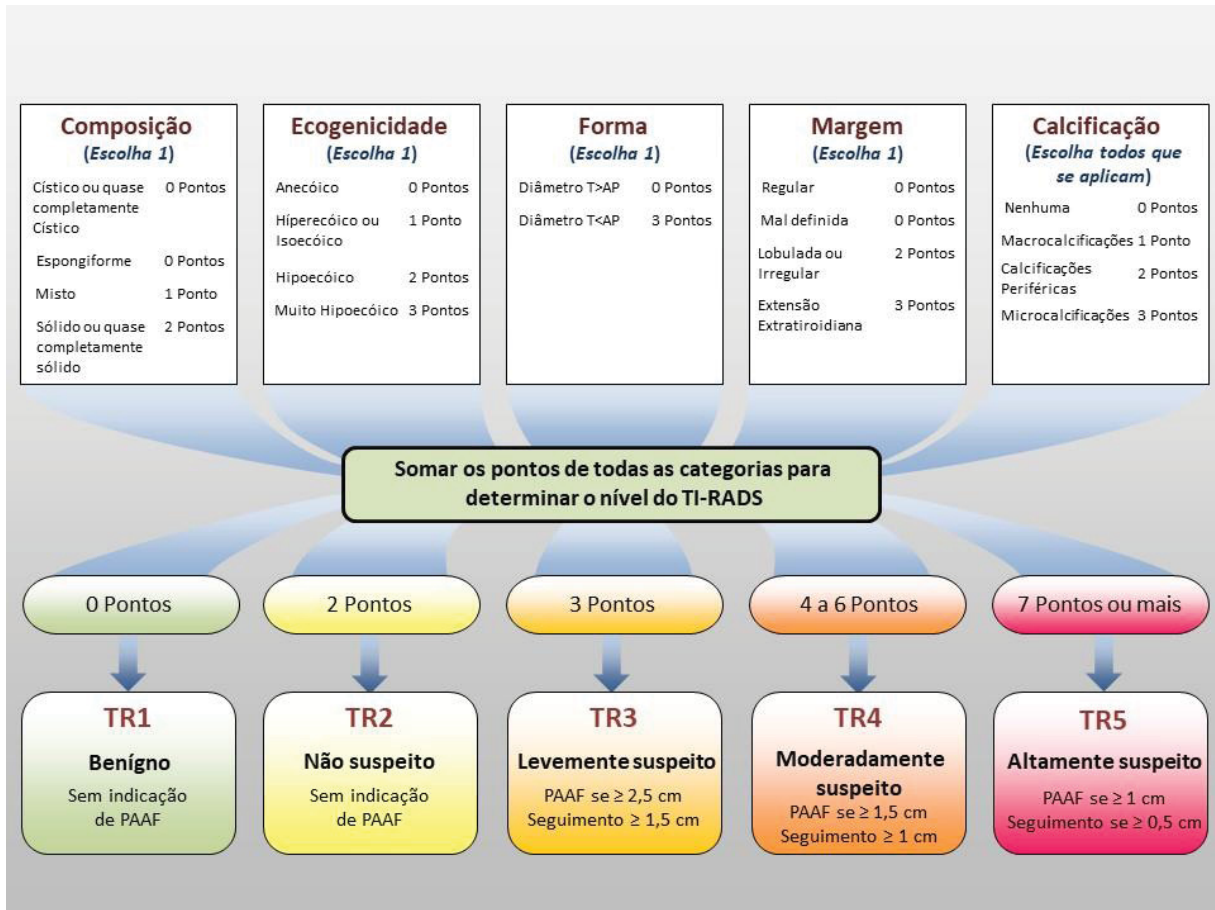 Composição
(Escolha 1)
Cístico ou quase 0 Pontos
completamente
Cístico
Espongiforme 0 Pontos
Misto 1 Ponto
Sólido ou quase 2 Pontos
completamente
sólido
Ecogenicidade
(Escolha 1)
Anecóico 0 Pontos
Híperecóico ou 1 Ponto
Isoecóico
Hipoecóico 2 Pontos
Muito Hipoecóico 3 Pontos
Forma
(Escolha 1)
Diâmetro T>AP 0 Pontos
Diâmetro T<AP 3 Pontos
Margem
(Escolha 1)
Regular 0 Pontos
Mal definida 0 Pontos
Lobulada ou 2 Pontos
Irregular
Extensão 3 Pontos
Extratiroidiana
Calcificação
(Escolha todos que
se aplicam)
Nenhuma 0 Pontos
Macrocalcificações 1 Ponto
Calcificações 2 Pontos
Periféricas
Microcalcificações 3 Pontos
Somar os pontos de todas as categorias para
determinar o nível do TI-RADS
0 Pontos
2 Pontos
3 Pontos
4 a 6 Pontos
7 Pontos ou mais
TR1
Benígno
Sem indicação
de PAAF
TR2
Não suspeito
Sem indicação
de PAAF
TR3
Levemente suspeito
PAAF se ≥ 2,5 cm
Seguimento ≥ 1,5 cm
TR4
Moderadamente
suspeito
PAAF se ≥ 1,5 cm
Seguimento ≥ 1 cm
TR5
Altamente suspeito
PAAF se ≥ 1 cm
Seguimento se ≥ 0,5 cm